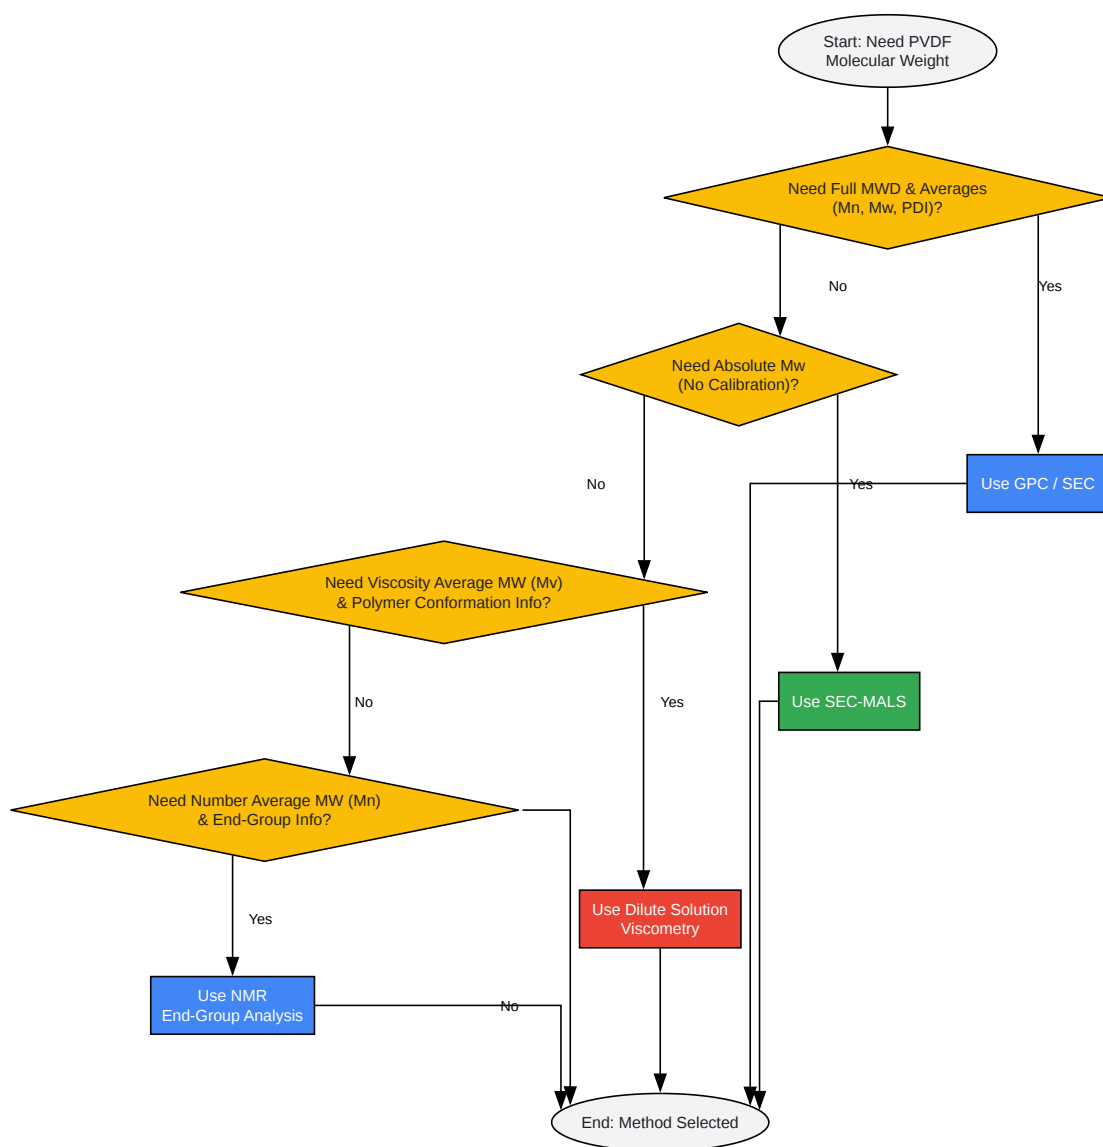 Start: Need PVDF
Molecular Weight
Need Full MWD & Averages
(Mn, Mw, PDI)?
No
Yes
Need Absolute Mw
(No Calibration)?
No
Yes
Use GPC / SEC
Need Viscosity Average MW (Mv)
& Polymer Conformation Info?
No
Yes
Use SEC-MALS
Need Number Average MW (Mn)
& End-Group Info?
Yes
Use Dilute Solution
Viscometry
Use NMR
End-Group Analysis
No
End: Method Selected